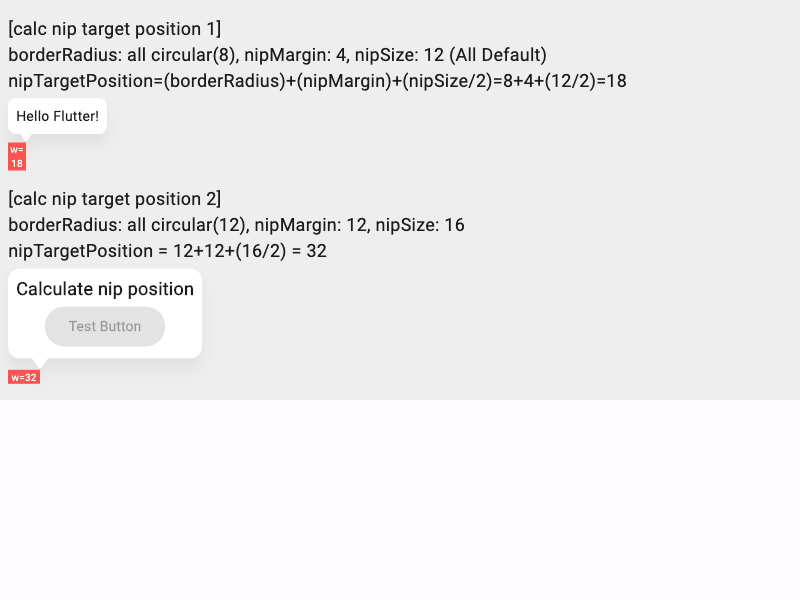 [calc nip target position 1]
borderRadius: all circular(8), nipMargin: 4, nipSize: 12 (All Default)
nipTargetPosition=(borderRadius)+(nipMargin)+(nipSize/2)=8+4+(12/2)=18
Hello Flutter!
w=
18
[calc nip target position 2]
borderRadius: all circular(12), nipMargin: 12, nipSize: 16
nipTargetPosition = 12+12+(16/2) = 32
Calculate nip position
Test Button
w=32